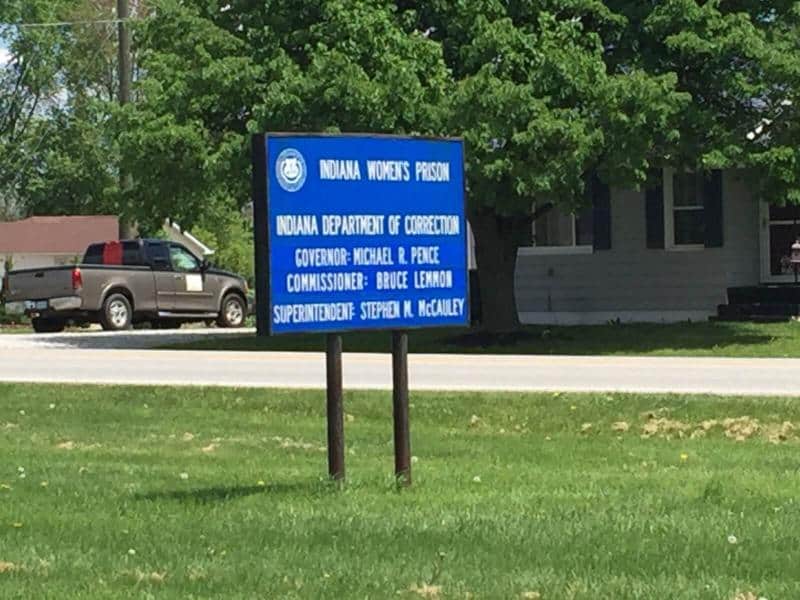 INDIANA WOMEN'S PRISON
INDIANA DEPARTMENT OF CORRECTION
GOVERNOR: MICHAEL R. PENCE
COMMISSIONER: BRUCE LEMMON
SUPERINTENDENT: STEPHEN M. McCAULEY